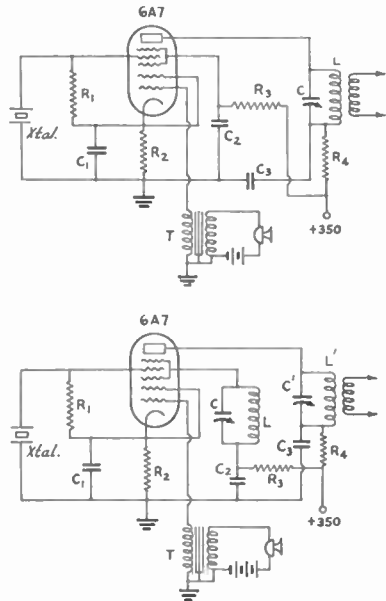 6A7
L
R3
C
R1
C2
Xtal.
R2
R4
C1
C3
+350
T
6A7
L'
C'
C
R1
L
C3
R4
Xtal.
R2
C2
R3
C1
+350
T